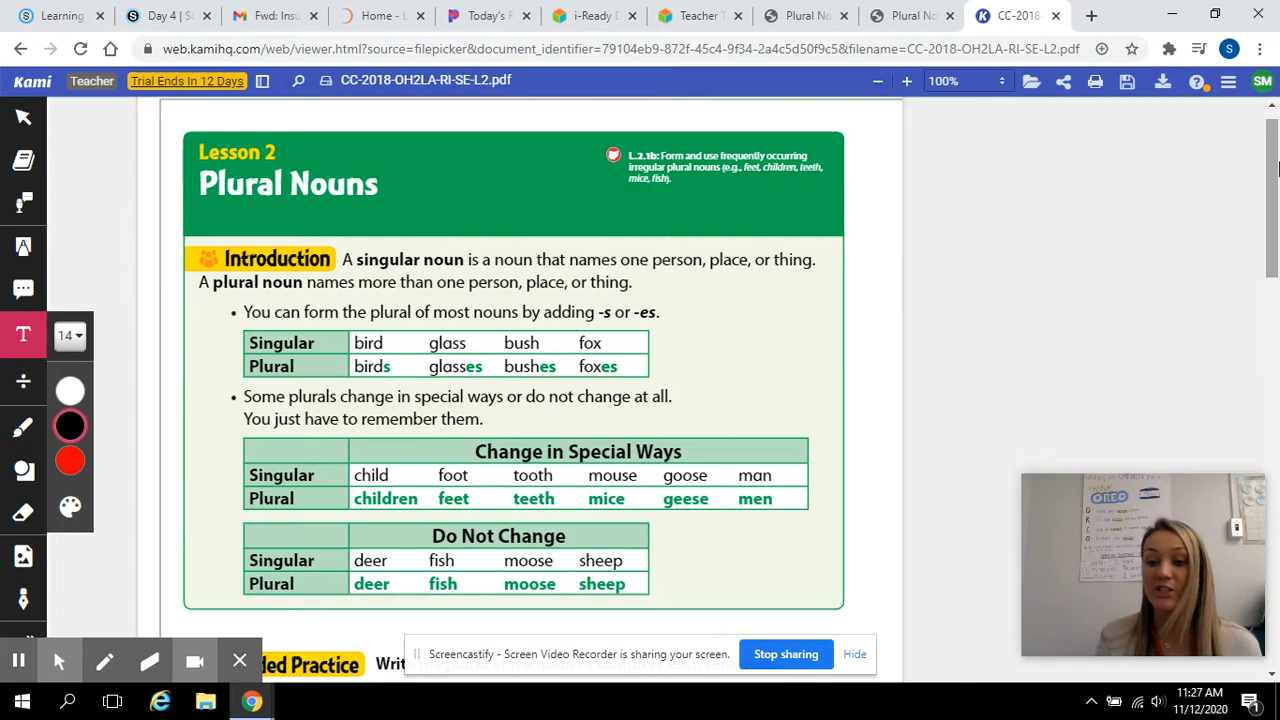 Learning
Day 4 | S
Fwd: Insu
Home - L
Today's R
i-Ready D
Teacher T
Plural No
Plural No
CC-2018-
web.kamihq.com/web/viewer.html?source=filepicker&document_identifier=79104eb9-872f-45c4-9f34-2a4c5d50f9c5&filename=CC-2018-OH2LA-RI-SE-L2.pdf
S
Kami
Teacher
Trial Ends In 12 Days
CC-2018-OH2LA-RI-SE-L2.pdf
100%
SM
T
14
Lesson 2
Plural Nouns
L.2.1b: Form and use frequently occurring
irregular plural nouns (e.g., feet, children, teeth,
mice, fish).
Introduction A singular noun is a noun that names one person, place, or thing.
A plural noun names more than one person, place, or thing.
• You can form the plural of most nouns by adding -s or -es.
Singular bird glass bush fox
Plural birds glasses bushes foxes
• Some plurals change in special ways or do not change at all.
You just have to remember them.
Change in Special Ways
Singular child foot tooth mouse goose man
Plural children feet teeth mice geese men
Do Not Change
Singular deer fish moose sheep
Plural deer fish moose sheep
ded Practice Write
Screencastify - Screen Video Recorder is sharing your screen.
Stop sharing
Hide
THINK
OREO
11:27 AM
11/12/2020